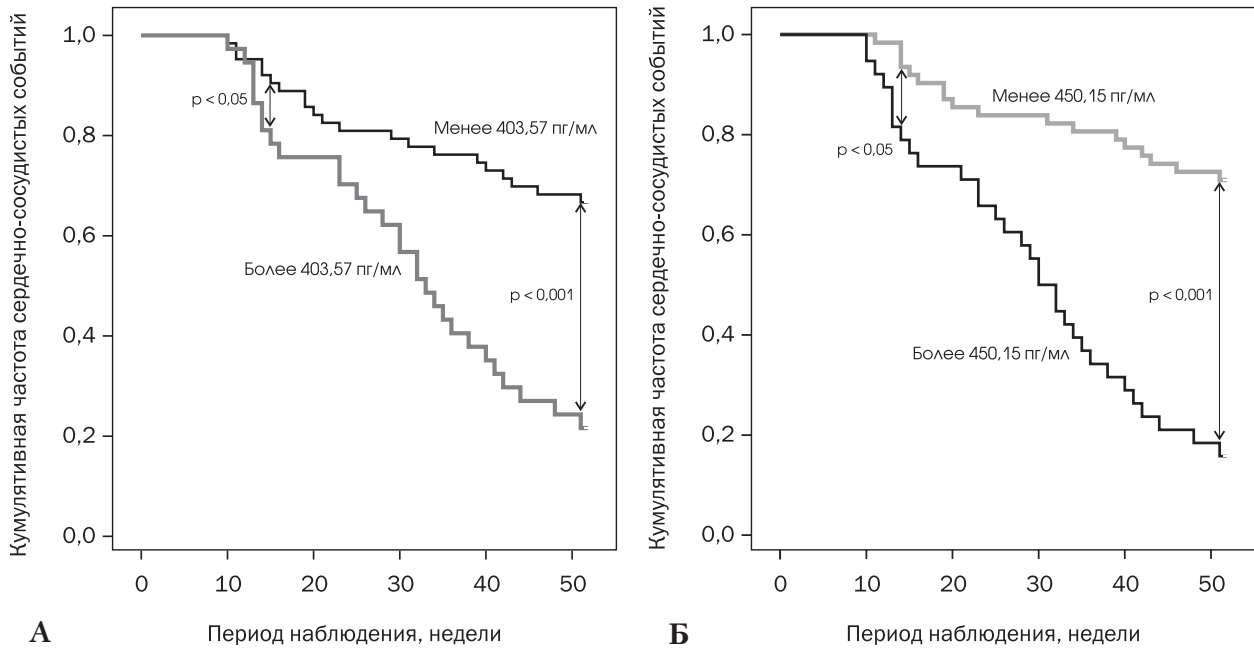 Кумулятивная частота сердечно-сосудистых событий
1,0
0,8
0,6
0,4
0,2
0,0
p < 0,05
Менее 403,57 пг/мл
Более 403,57 пг/мл
p < 0,001
0 10 20 30 40 50
Период наблюдения, недели
А
Кумулятивная частота сердечно-сосудистых событий
1,0
0,8
0,6
0,4
0,2
0,0
Менее 450,15 пг/мл
p < 0,05
p < 0,001
Более 450,15 пг/мл
0 10 20 30 40 50
Период наблюдения, недели
Б